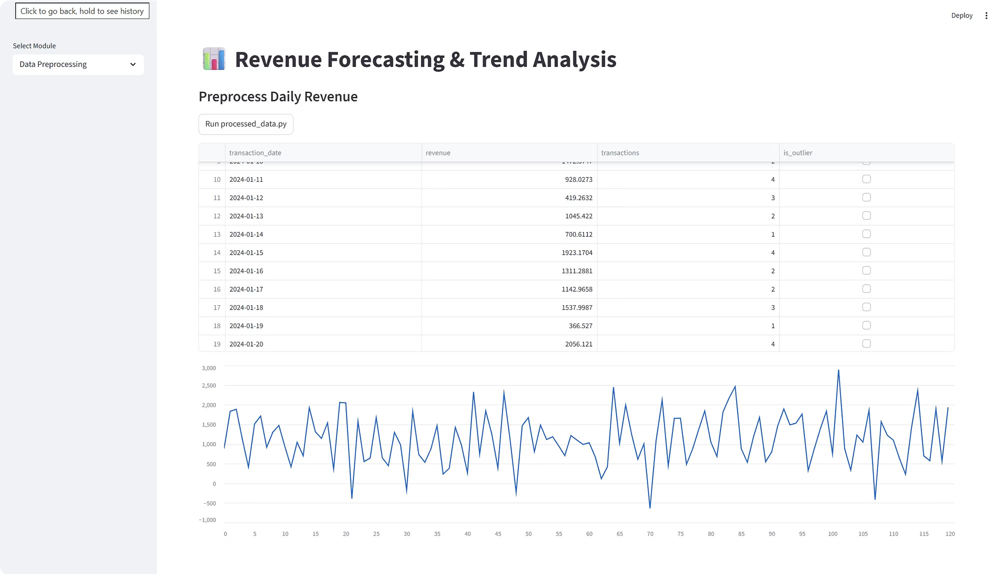 Click to go back, hold to see history
Deploy
Select Module
Data Preprocessing
Revenue Forecasting & Trend Analysis
Preprocess Daily Revenue
Run processed_data.py
transaction_date revenue transactions is_outlier
10 2024-01-11 928.0273 4
11 2024-01-12 419.2632 3
12 2024-01-13 1045.422 2
13 2024-01-14 700.6112 1
14 2024-01-15 1923.1704 4
15 2024-01-16 1311.2881 2
16 2024-01-17 1142.9658 2
17 2024-01-18 1537.9987 3
18 2024-01-19 366.527 1
19 2024-01-20 2056.121 4
3,000
2,500
2,000
1,500
1,000
500
0
−500
−1,000
0 5 10 15 20 25 30 35 40 45 50 55 60 65 70 75 80 85 90 95 100 105 110 115 120